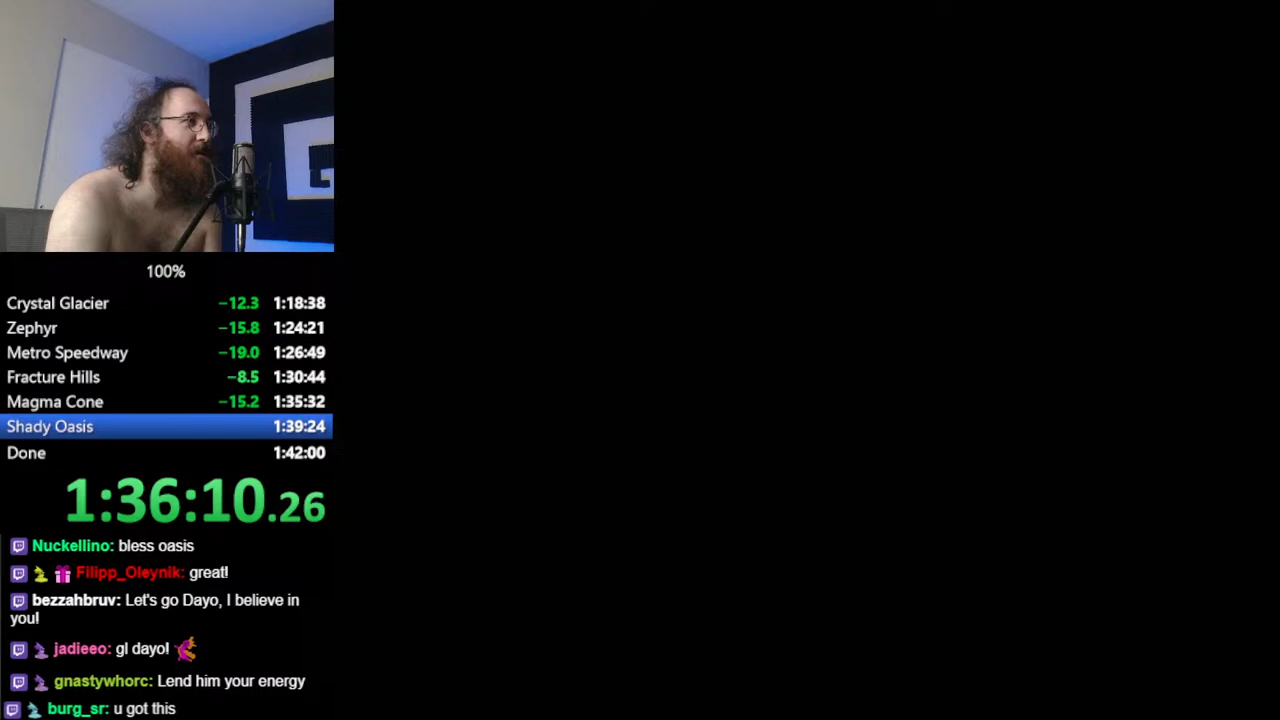 100%
Crystal Glacier −12.3 1:18:38
Zephyr −15.8 1:24:21
Metro Speedway −19.0 1:26:49
Fracture Hills −8.5 1:30:44
Magma Cone −15.2 1:35:32
Shady Oasis 1:39:24
Done 1:42:00
1:36:10.26
Nuckellino: bless oasis
Filipp_Oleynik: great!
bezzahbruv: Let's go Dayo, I believe in
you!
jadieeo: gl dayo!
gnastywhorc: Lend him your energy
burg_sr: u got this